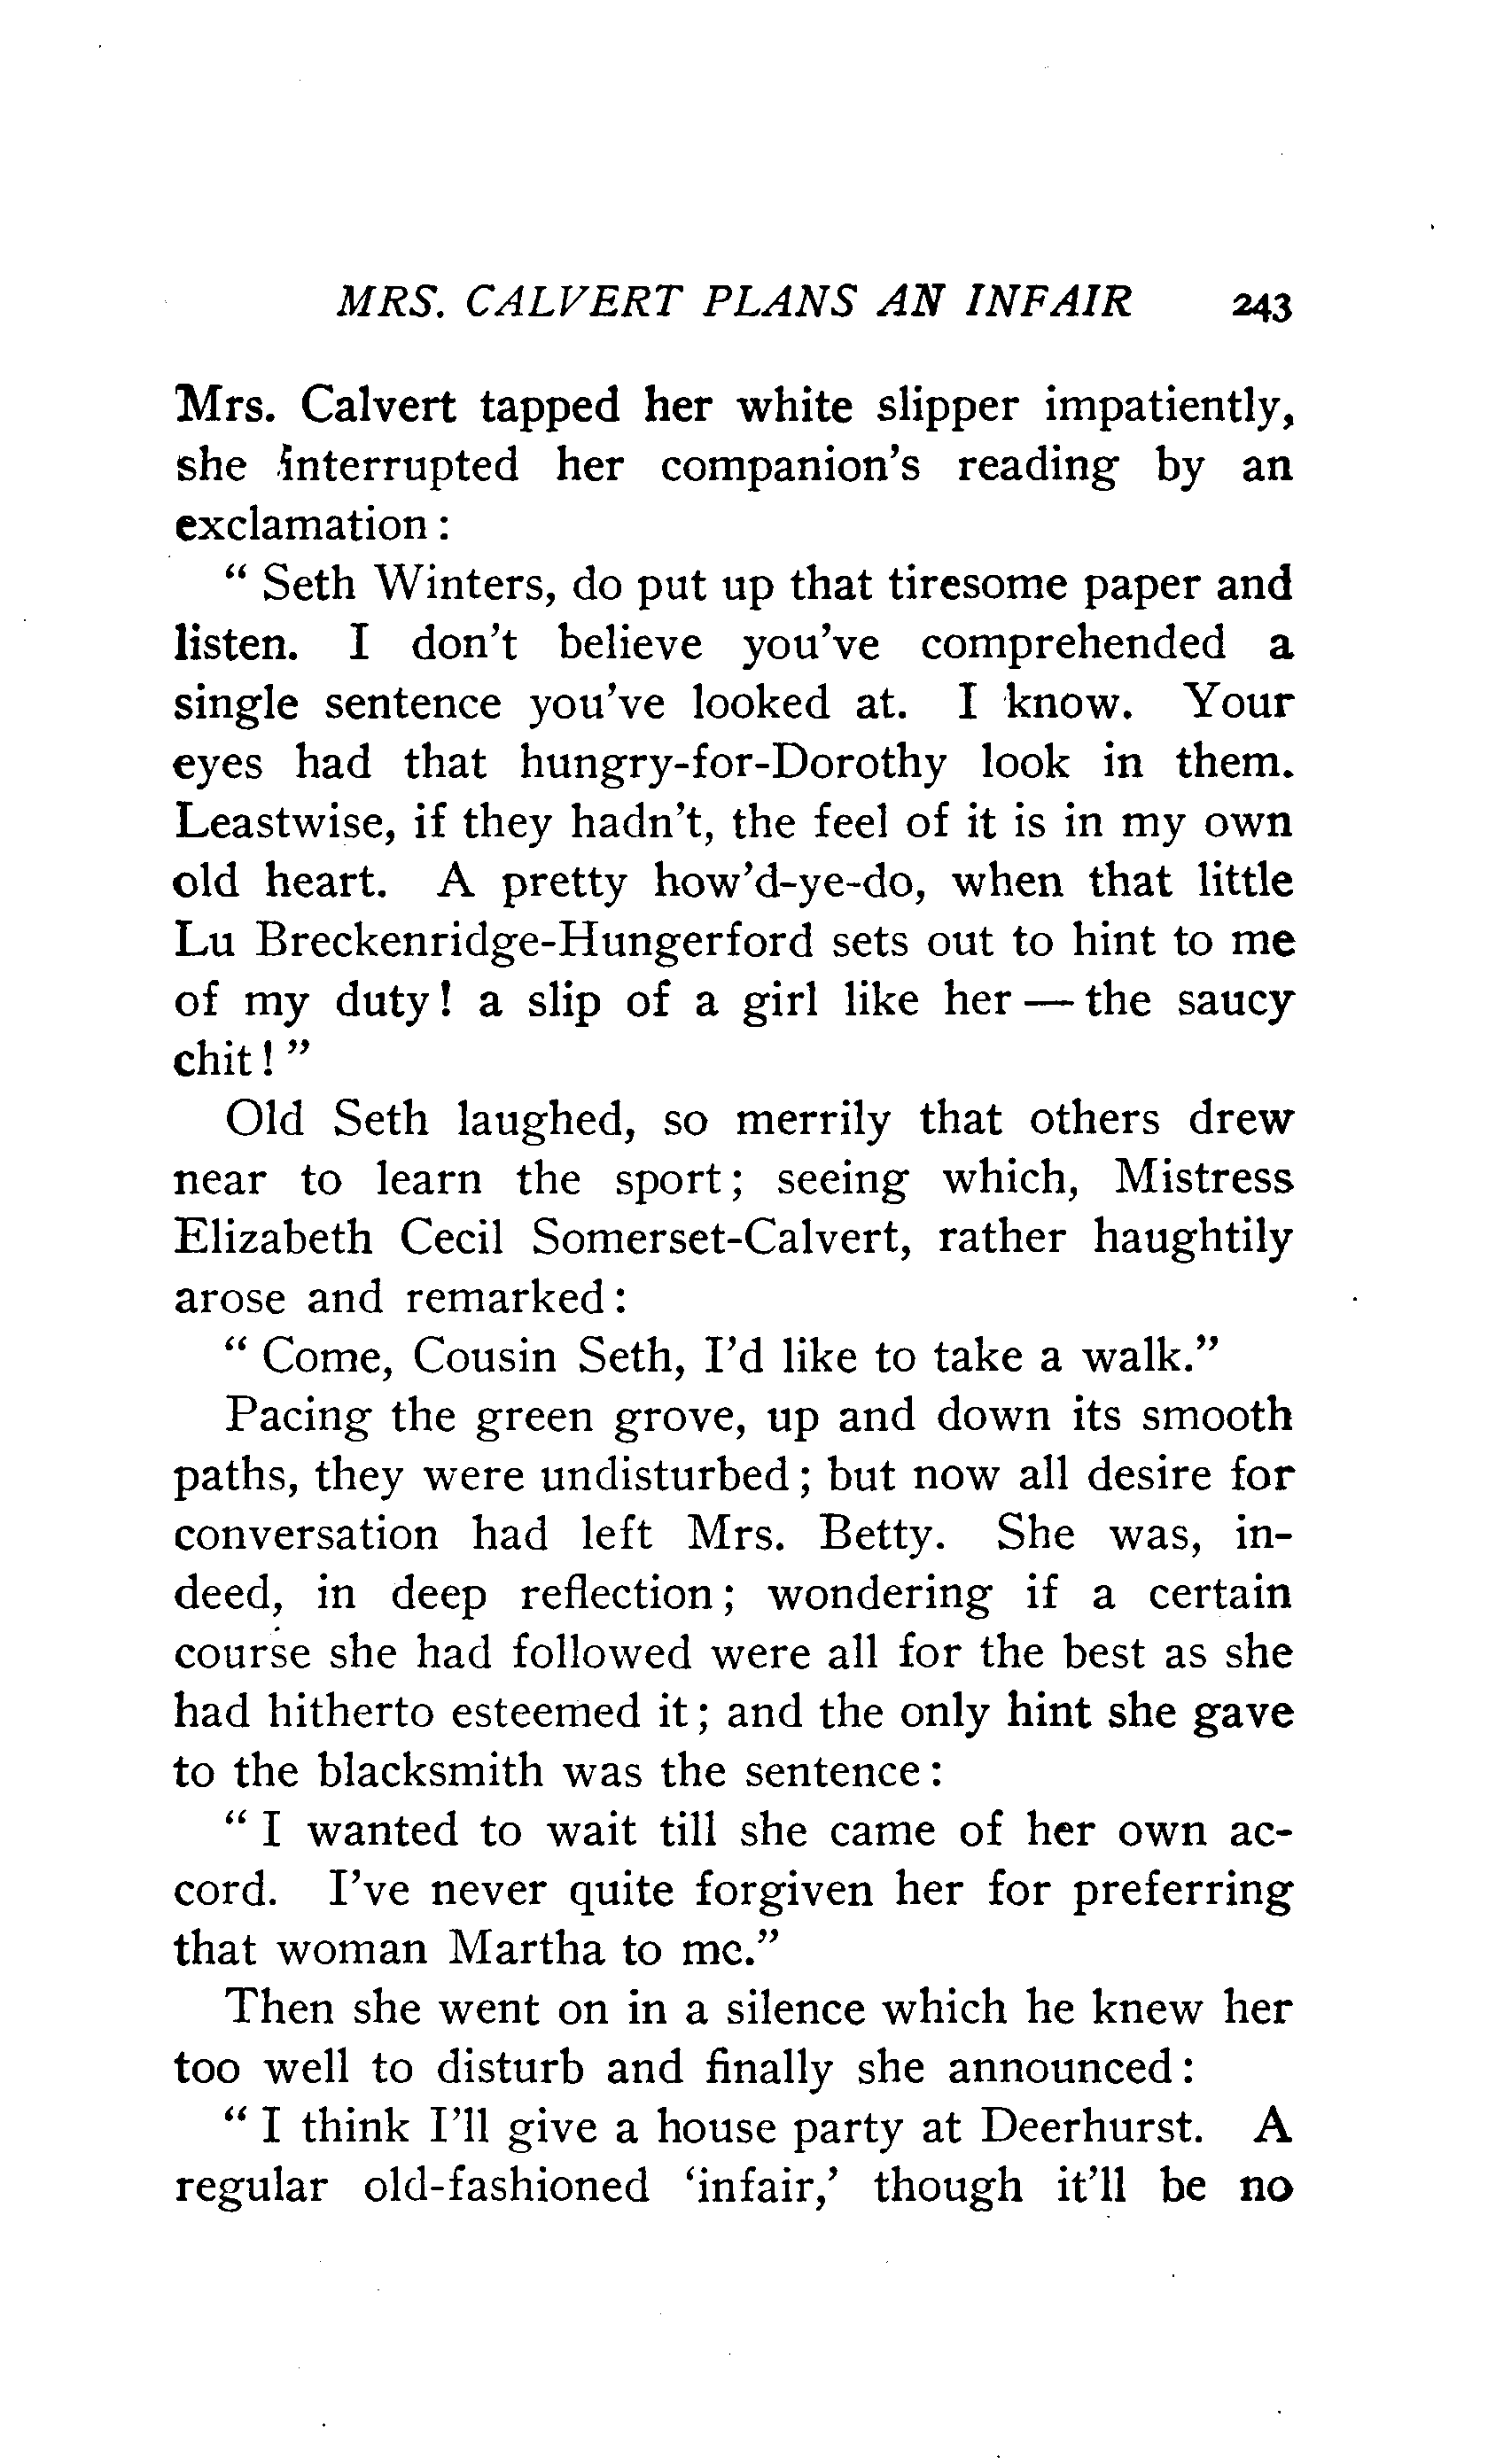 MRS. CALVERT PLANS AN INFAIR 243
Mrs. Calvert tapped her white slipper impatiently,
she interrupted her companion's reading by an
exclamation :
" Seth Winters, do put up that tiresome paper and
listen. I don't believe you've comprehended a
single sentence you've looked at. I know. Your
eyes had that hungry-for-Dorothy look in them.
Leastwise, if they hadn't, the feel of it is in my own
old heart. A pretty how'd-ye-do, when that little
Lu Breckenridge-Hungerford sets out to hint to me
of my duty! a slip of a girl like her — the saucy
chit! "
Old Seth laughed, so merrily that others drew
near to learn the sport; seeing which, Mistress
Elizabeth Cecil Somerset-Calvert, rather haughtily
arose and remarked :
" Come, Cousin Seth, I'd like to take a walk."
Pacing the green grove, up and down its smooth
paths, they were undisturbed ; but now all desire for
conversation had left Mrs. Betty. She was, in-
deed, in deep reflection; wondering if a certain
course she had followed were all for the best as she
had hitherto esteemed it; and the only hint she gave
to the blacksmith was the sentence :
" I wanted to wait till she came of her own ac-
cord. I've never quite forgiven her for preferring
that woman Martha to me."
Then she went on in a silence which he knew her
too well to disturb and finally she announced :
" I think I'll give a house party at Deerhurst. A
regular old-fashioned 'infair,' though it'll be no